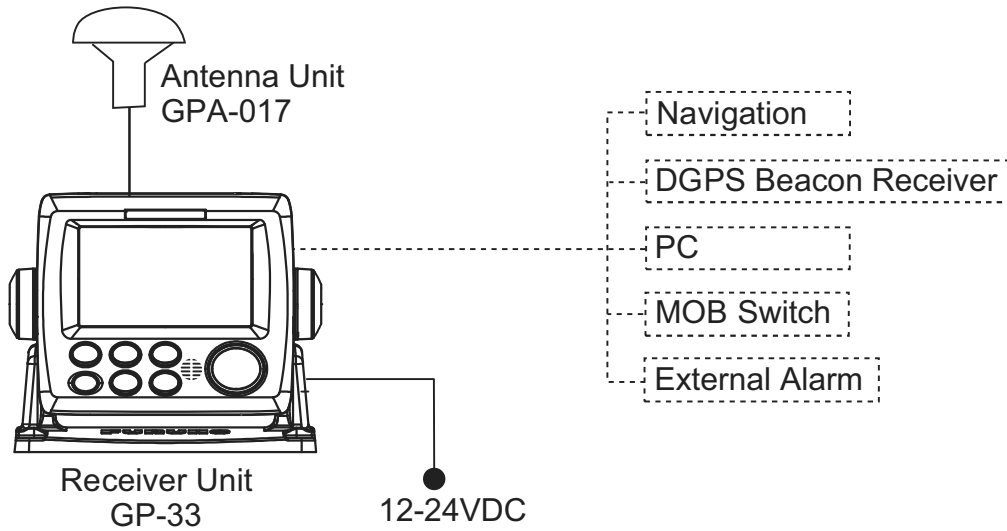 Antenna Unit
GPA-017
Navigation
DGPS Beacon Receiver
PC
MOB Switch
External Alarm
FURUNO
Receiver Unit
GP-33
12-24VDC